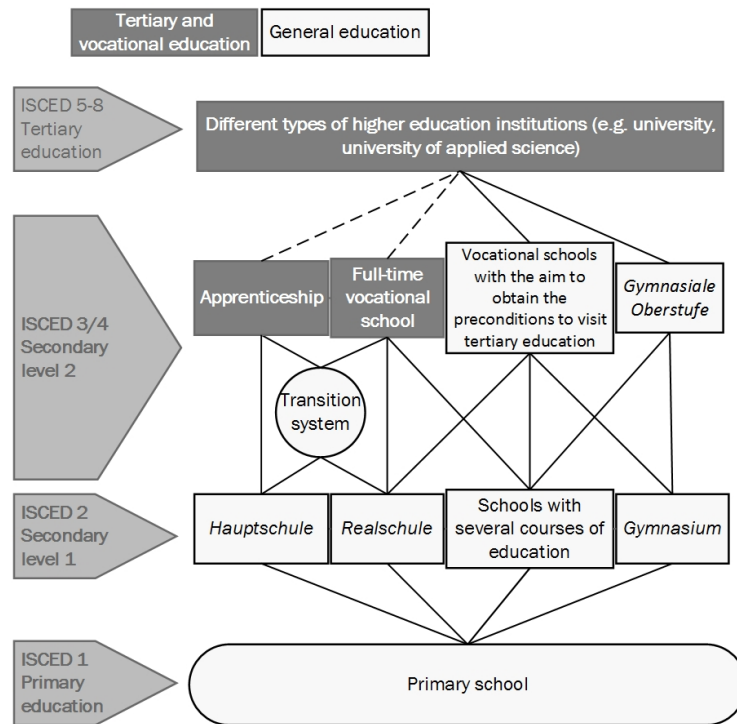 Tertiary and
vocational education
General education
ISCED 5-8
Tertiary
education
Different types of higher education institutions (e.g. university,
university of applied science)
ISCED 3/4
Secondary
level 2
Apprenticeship
Full-time
vocational
school
Vocational schools
with the aim to
obtain the
preconditions to visit
tertiary education
Gymnasiale
Oberstufe
Transition
system
ISCED 2
Secondary
level 1
Hauptschule
Realschule
Schools with
several courses of
education
Gymnasium
ISCED 1
Primary
education
Primary school